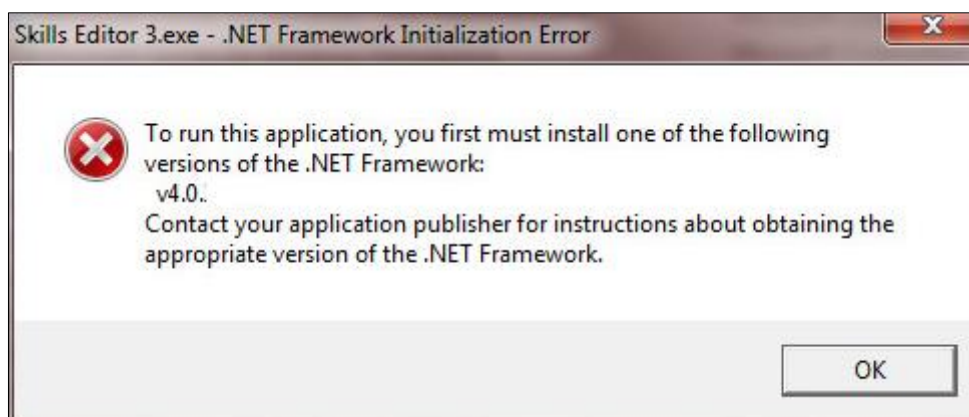 Skills Editor 3.exe - .NET Framework Initialization Error
To run this application, you first must install one of the following
versions of the .NET Framework:
v4.0.
Contact your application publisher for instructions about obtaining the
appropriate version of the .NET Framework.
OK